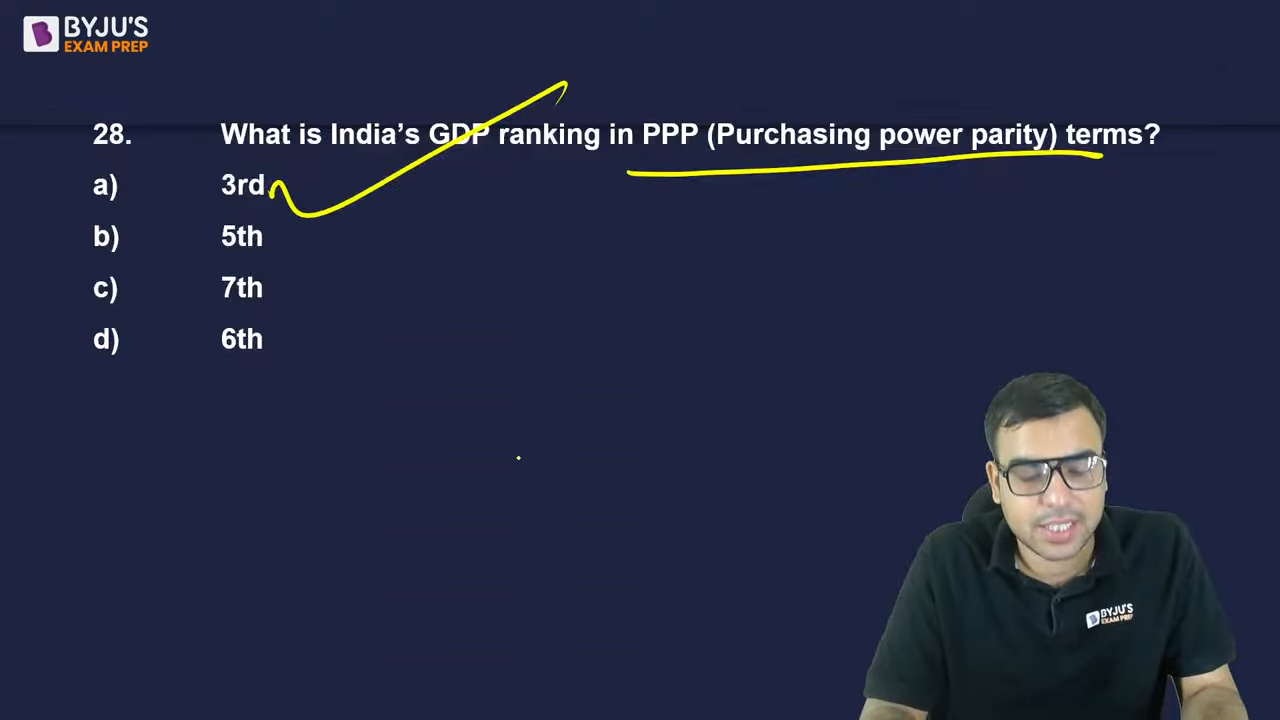 BYJU'S
EXAM PREP
28. What is India's GDP ranking in PPP (Purchasing power parity) terms?
a) 3rd
b) 5th
c) 7th
d) 6th
BYJU'S
EXAM PREP